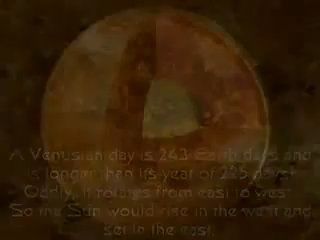 A Venusian day is 243 earth days and
is longer than its year of 225 days!
Oddly, it rotates from east to west
So the Sun would rise in the west and
set in the east.